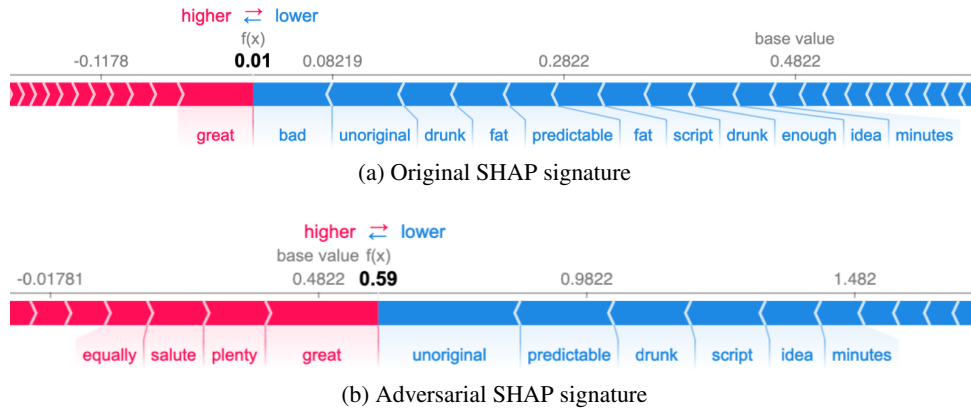 higher lower
f(x) base value
-0.1178 0.01 0.08219 0.2822 0.4822
great bad unoriginal drunk fat predictable fat script drunk enough idea minutes
(a) Original SHAP signature
higher lower
base value f(x)
-0.01781 0.4822 0.59 0.9822 1.482
equally salute plenty great unoriginal predictable drunk script idea minutes
(b) Adversarial SHAP signature